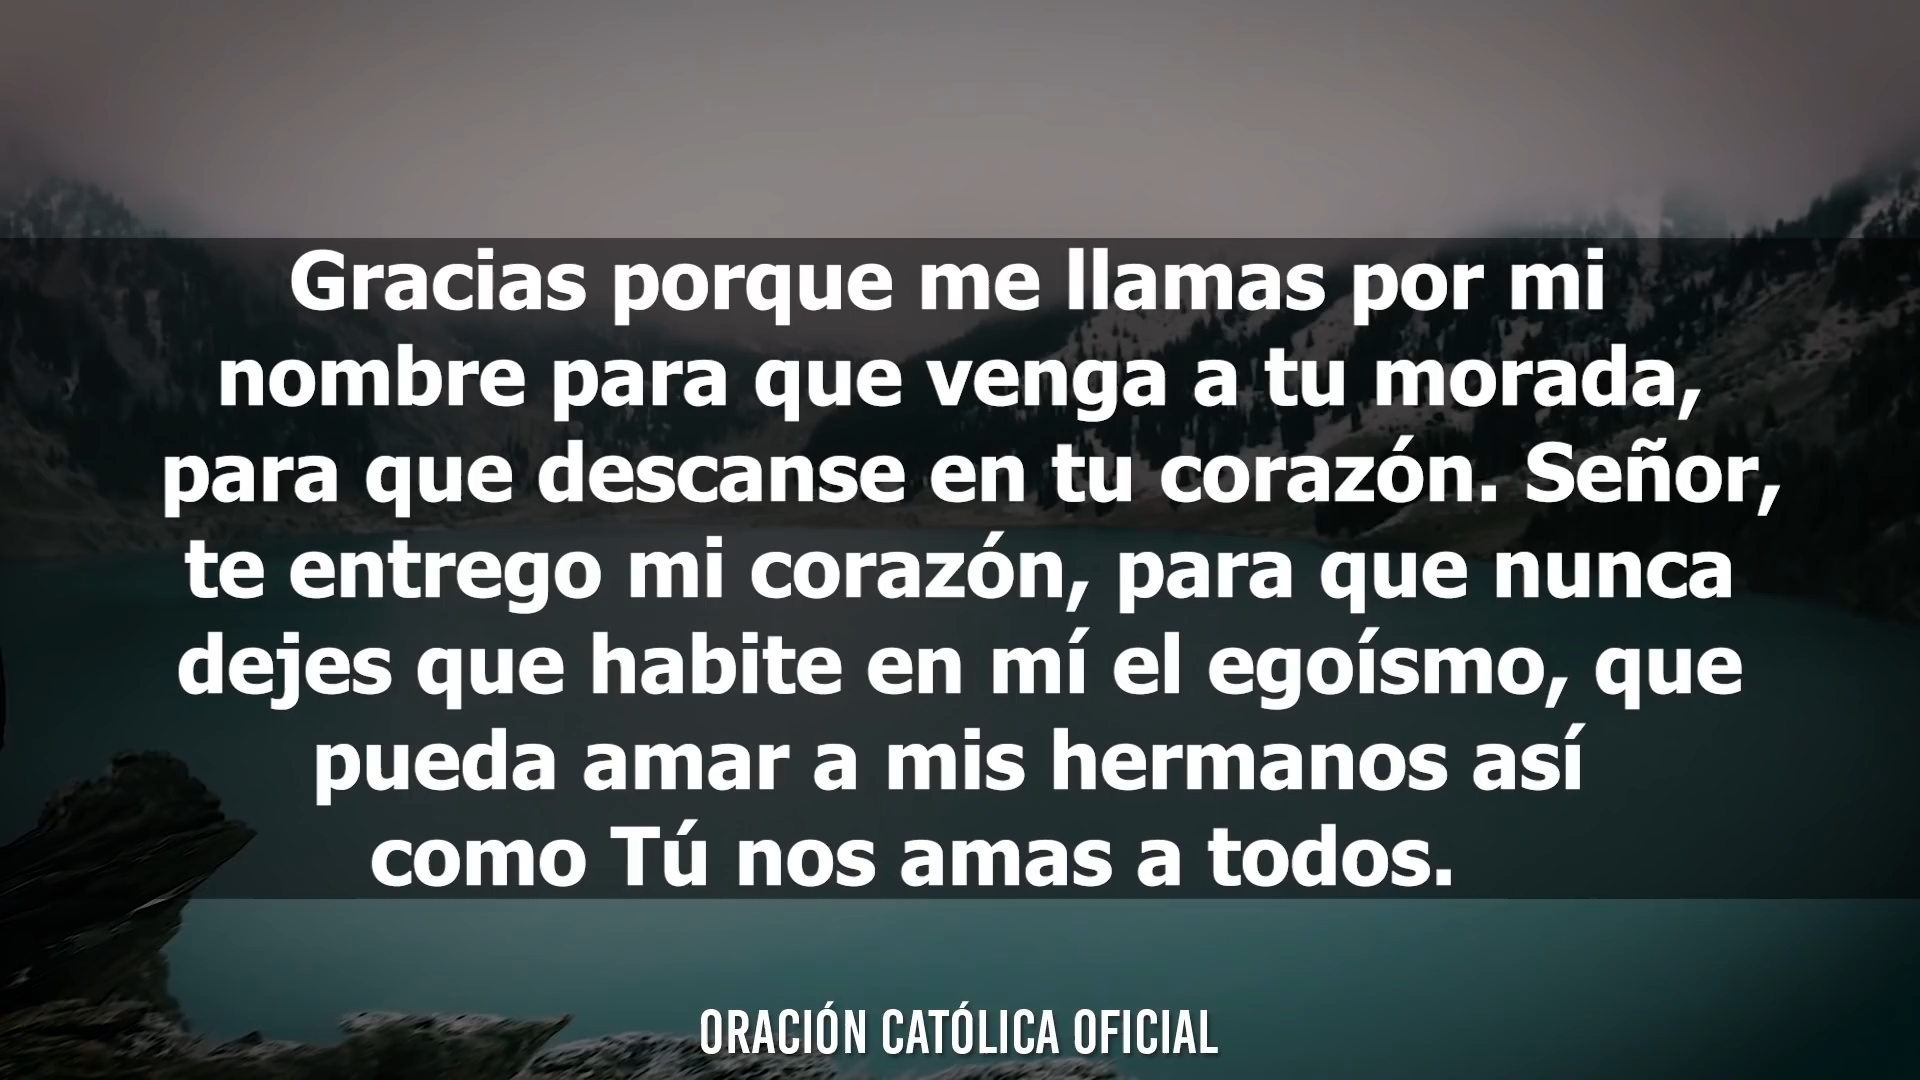 Gracias porque me llamas por mi
nombre para que venga a tu morada,
para que descanse en tu corazón. Señor,
te entrego mi corazón, para que nunca
dejes que habite en mí el egoísmo, que
pueda amar a mis hermanos así
como Tú nos amas a todos.
ORACIÓN CATÓLICA OFICIAL